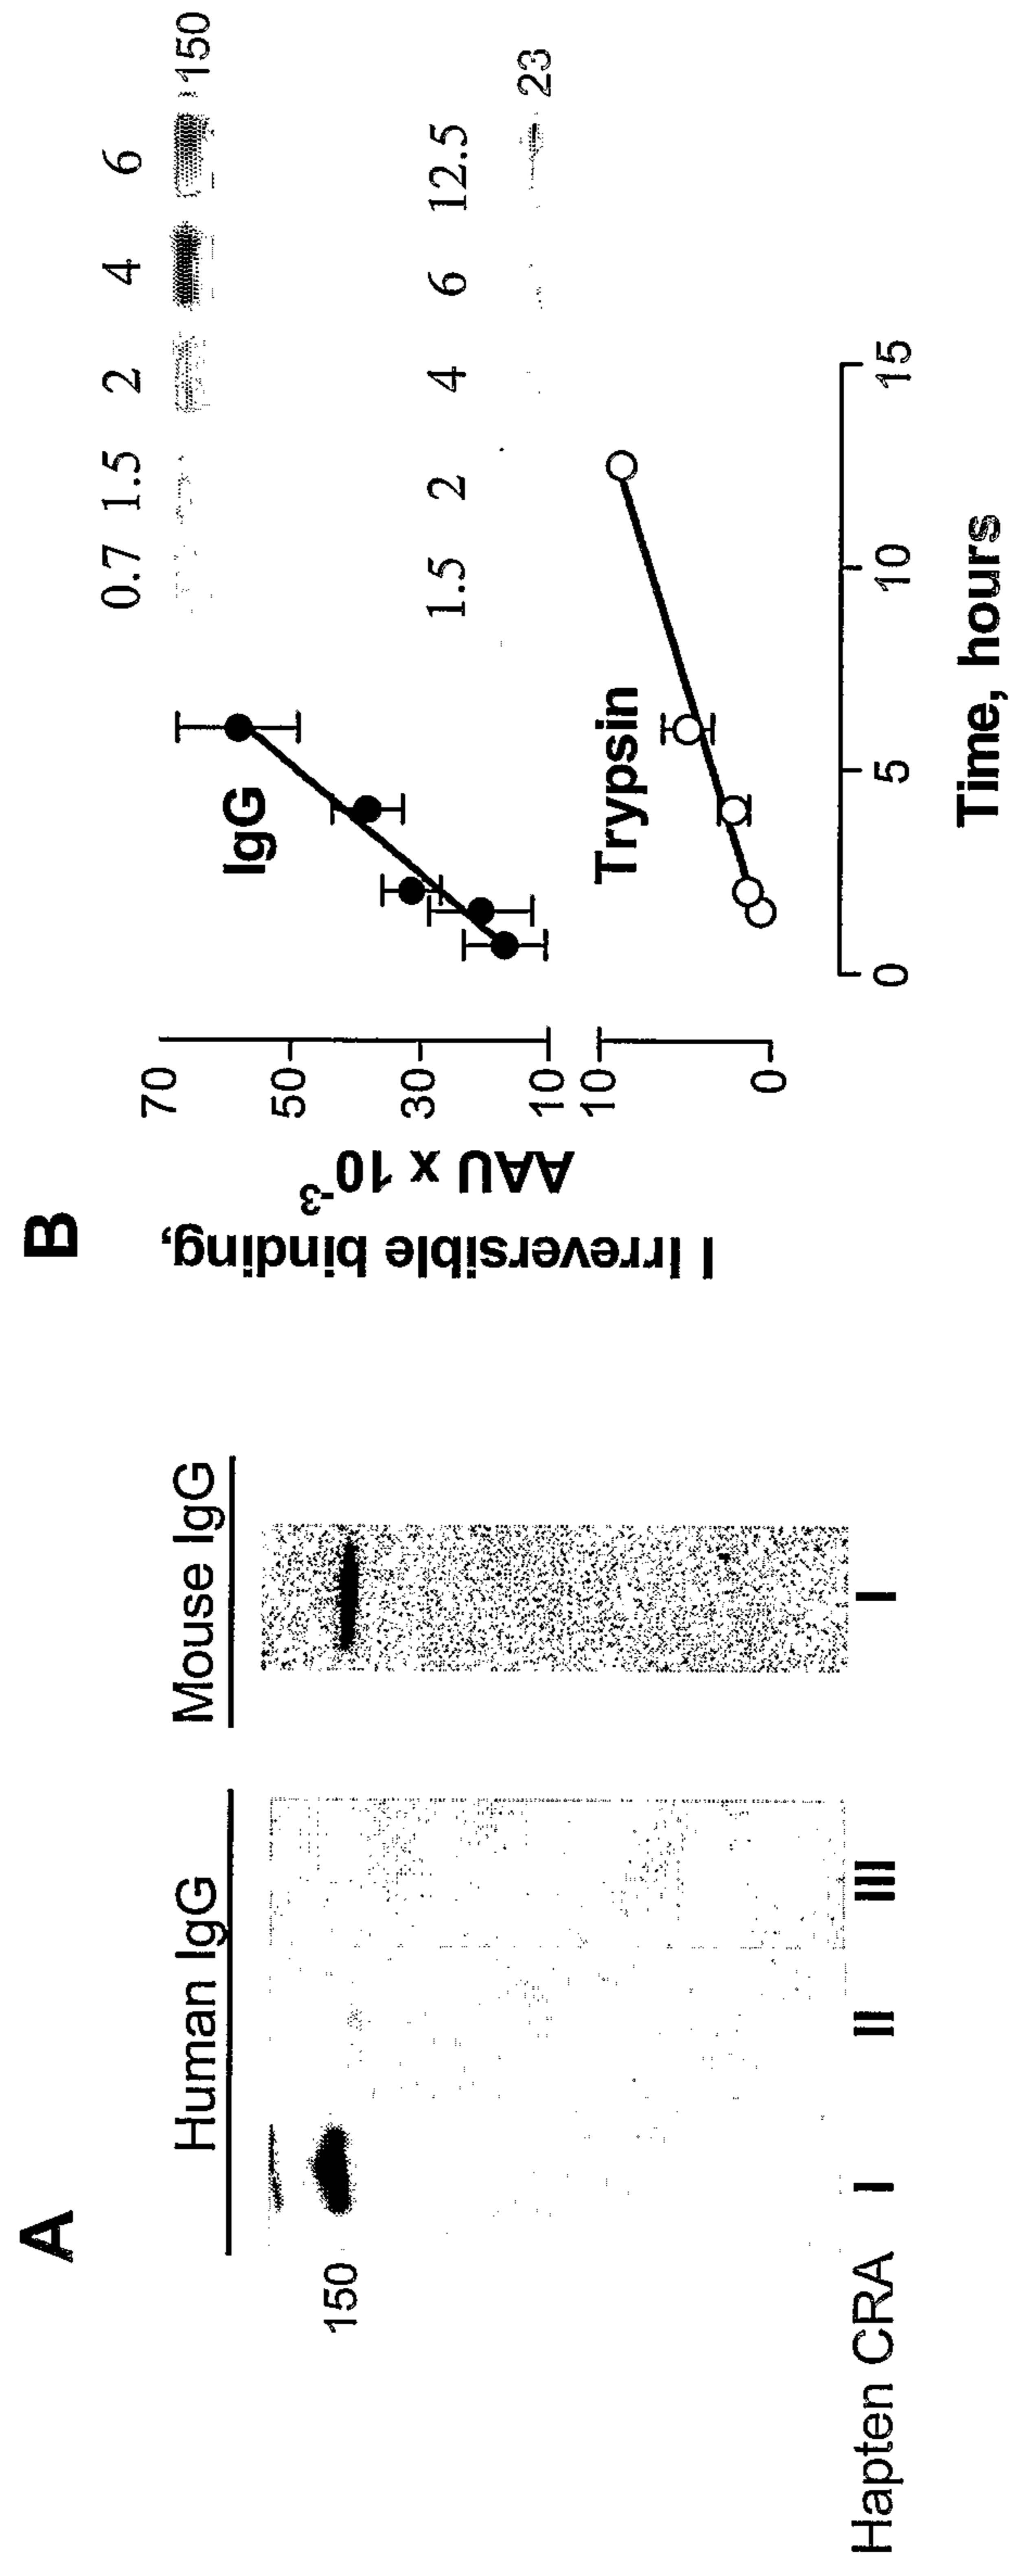 A
Human IgG
Mouse IgG
150
Hapten CRA I II III I
B
I Irreversible binding,
AAU x 10-3
70
50
30
10
10
0
IgG
Trypsin
0.7 1.5 2 4 6
150
1.5 2 4 6 12.5
23
0 5 10 15
Time, hours